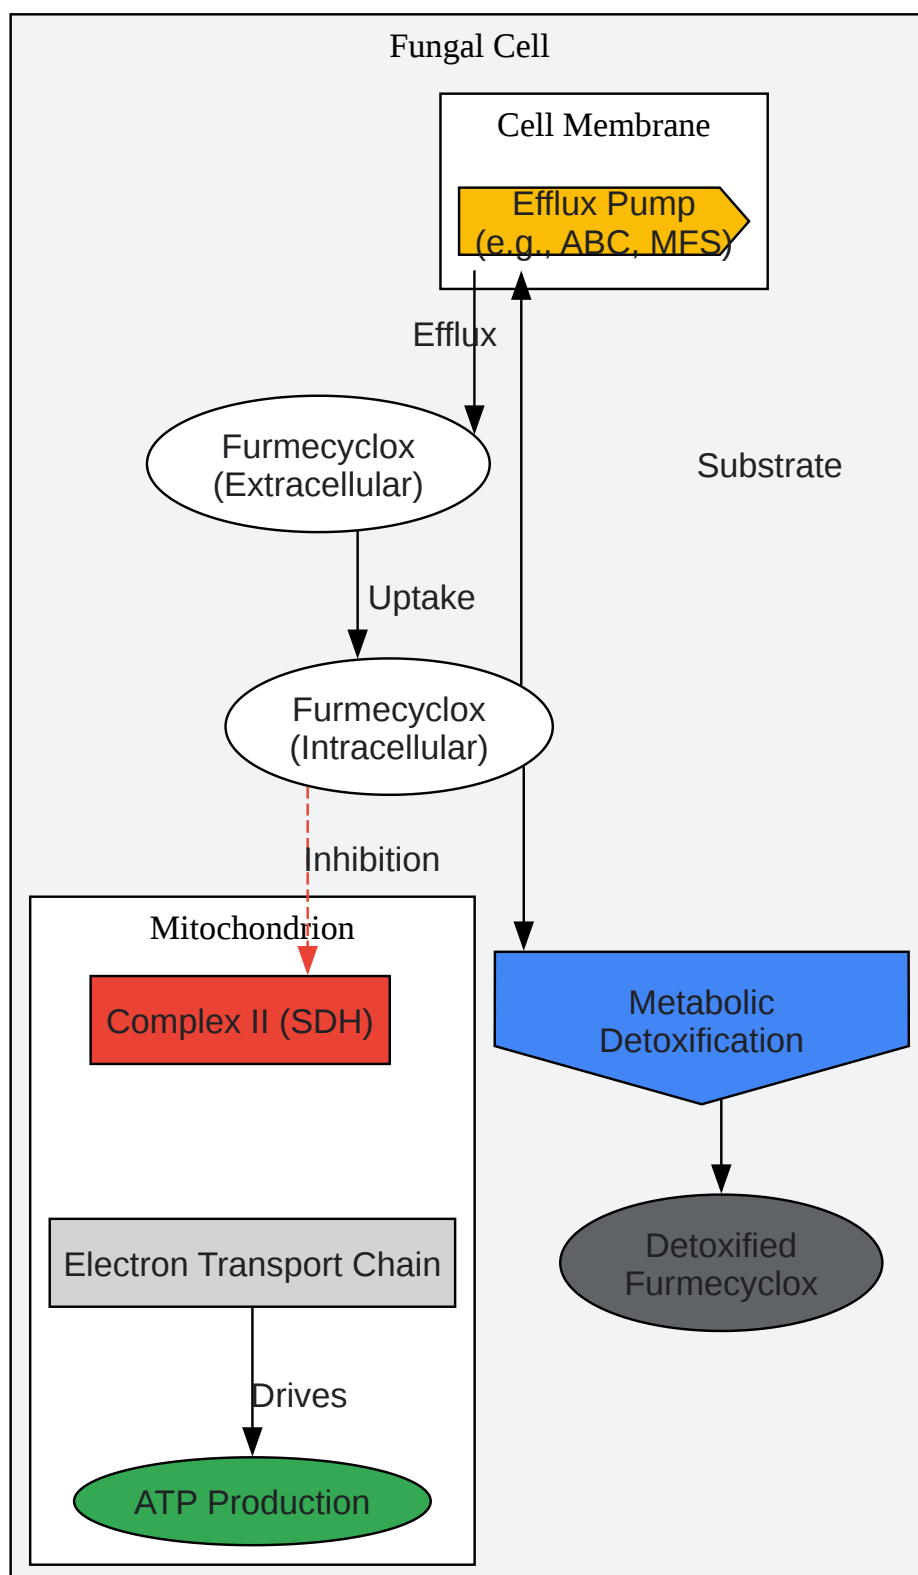 Fungal Cell
Cell Membrane
Efflux Pump
(e.g., ABC, MFS)
Efflux
Furmecyclox
(Extracellular)
Substrate
Uptake
Furmecyclox
(Intracellular)
Inhibition
Mitochondrion
Complex II (SDH)
Metabolic
Detoxification
Electron Transport Chain
Detoxified
Furmecyclox
Drives
ATP Production